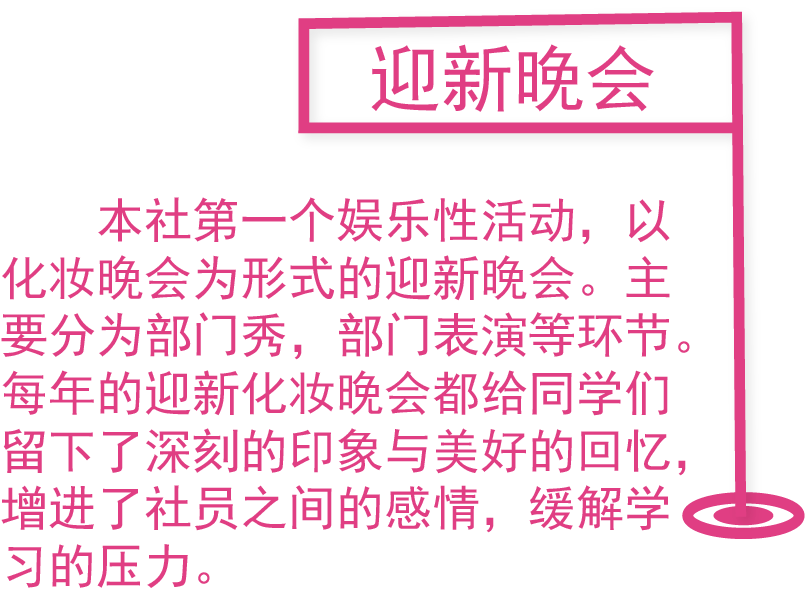 迎新晚会
本社第一个娱乐性活动，以
化妆晚会为形式的迎新晚会。主
要分为部门秀，部门表演等环节。
每年的迎新化妆晚会都给同学们
留下了深刻的印象与美好的回忆，
增进了社员之间的感情，缓解学
习的压力。